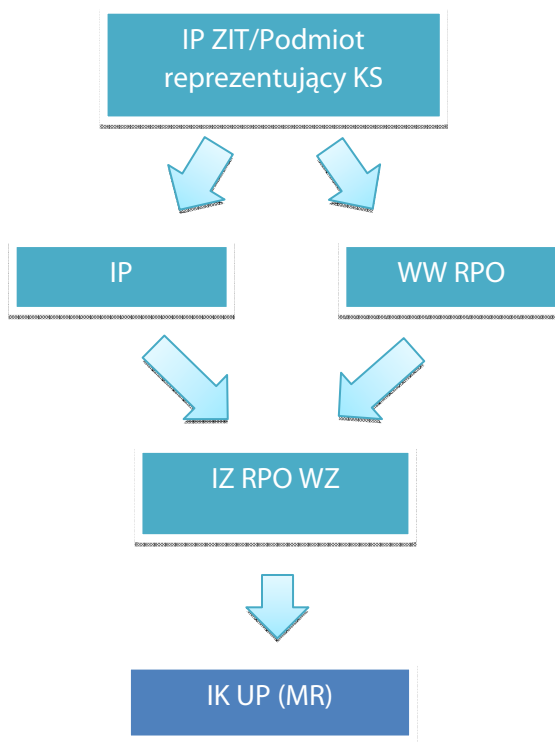 IP ZIT/Podmiot
reprezentujący KS
IP
WW RPO
IZ RPO WZ
IK UP (MR)